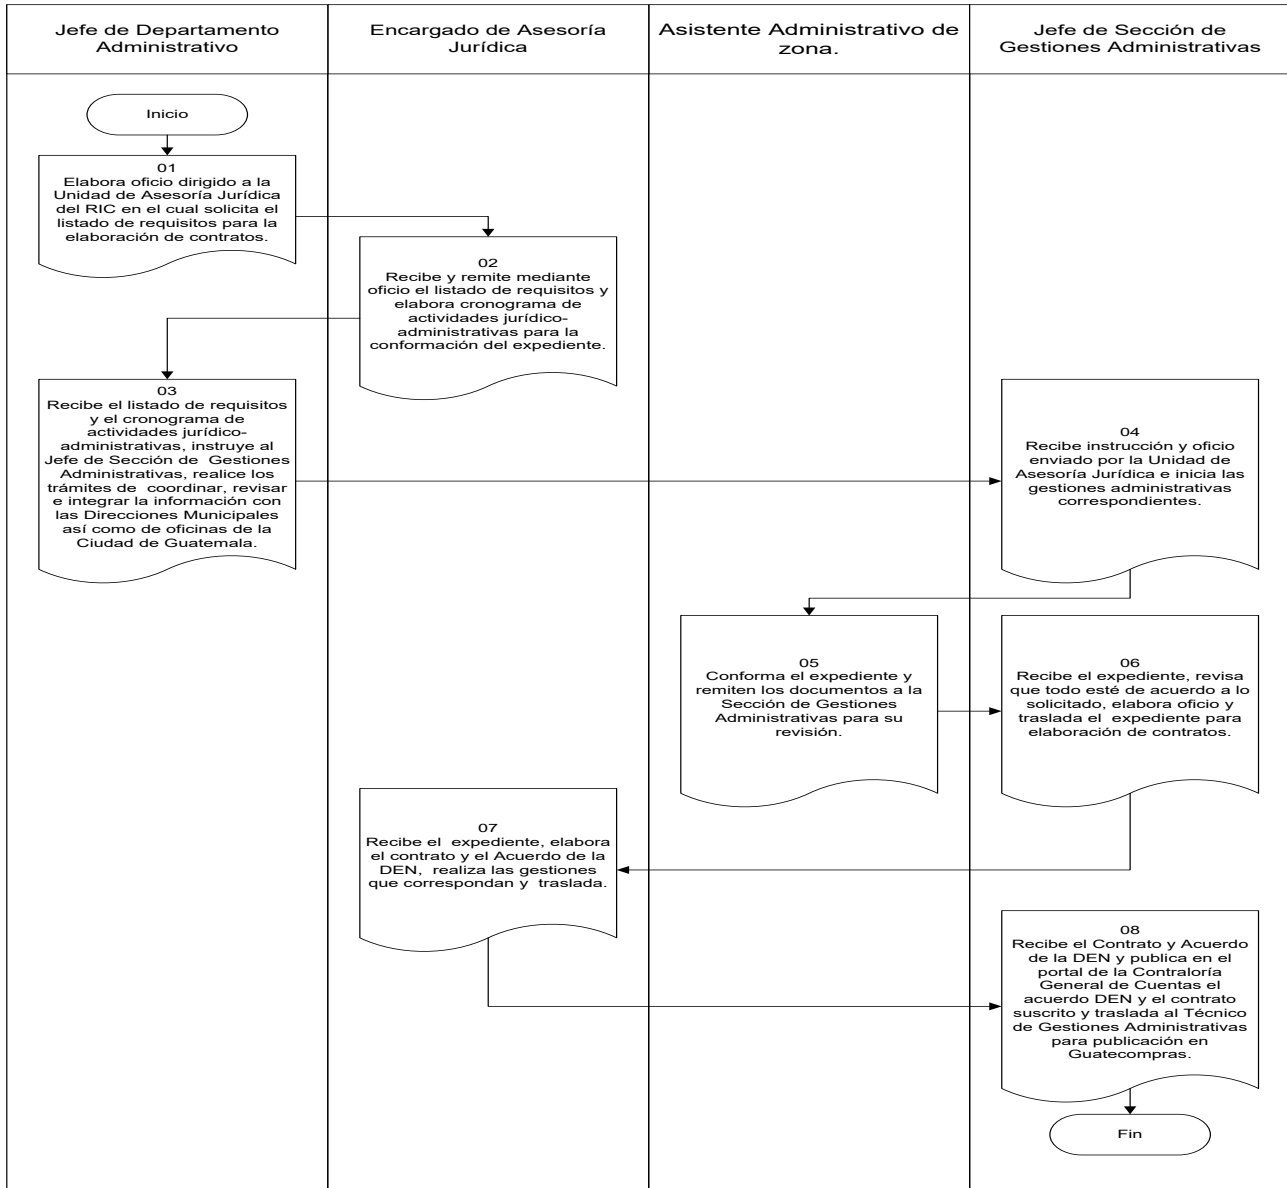 Jefe de Departamento
Administrativo
Encargado de Asesoría
Jurídica
Asistente Administrativo de
zona.
Jefe de Sección de
Gestiones Administrativas
Inicio
01
Elabora oficio dirigido a la
Unidad de Asesoría Jurídica
del RIC en el cual solicita el
listado de requisitos para la
elaboración de contratos.
02
Recibe y remite mediante
oficio el listado de requisitos y
elabora cronograma de
actividades jurídico-
administrativas para la
conformación del expediente.
03
Recibe el listado de requisitos
y el cronograma de
actividades jurídico-
administrativas, instruye al
Jefe de Sección de Gestiones
Administrativas, realice los
trámites de coordinar, revisar
e integrar la información con
las Direcciones Municipales
así como de oficinas de la
Ciudad de Guatemala.
04
Recibe instrucción y oficio
enviado por la Unidad de
Asesoría Jurídica e inicia las
gestiones administrativas
correspondientes.
05
Conforma el expediente y
remiten los documentos a la
Sección de Gestiones
Administrativas para su
revisión.
06
Recibe el expediente, revisa
que todo esté de acuerdo a lo
solicitado, elabora oficio y
traslada el expediente para
elaboración de contratos.
07
Recibe el expediente, elabora
el contrato y el Acuerdo de la
DEN, realiza las gestiones
que correspondan y traslada.
08
Recibe el Contrato y Acuerdo
de la DEN y publica en el
portal de la Contraloría
General de Cuentas el
acuerdo DEN y el contrato
suscrito y traslada al Técnico
de Gestiones Administrativas
para publicación en
Guatecompras.
Fin